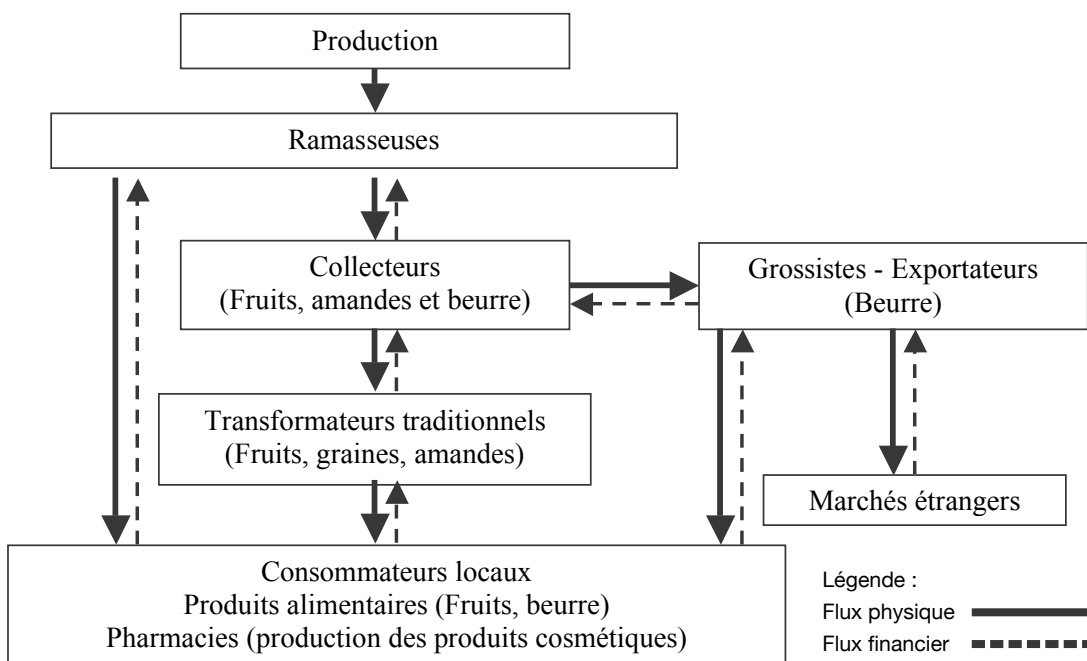 Production
Ramasseuses
Collecteurs
(Fruits, amandes et beurre)
Grossistes - Exportateurs
(Beurre)
Transformateurs traditionnels
(Fruits, graines, amandes)
Marchés étrangers
Consommateurs locaux
Produits alimentaires (Fruits, beurre)
Pharmacies (production des produits cosmétiques)
Légende :
Flux physique
Flux financier